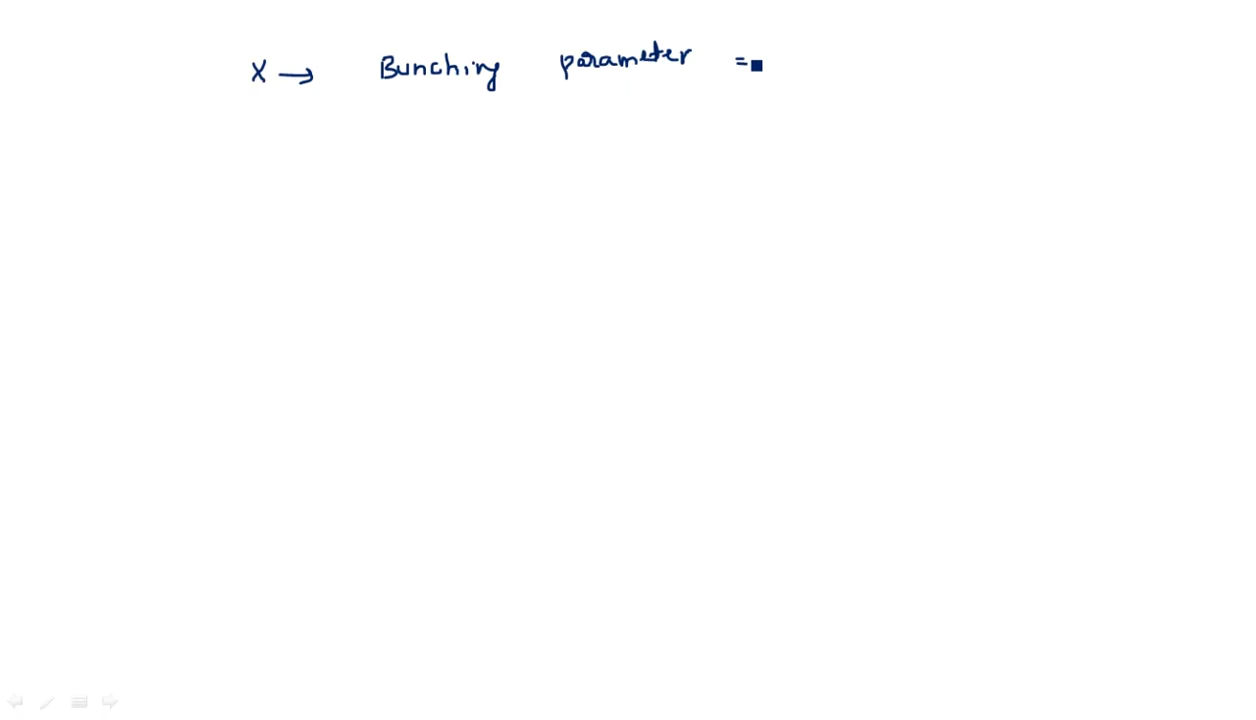 X → Bunching parameter =